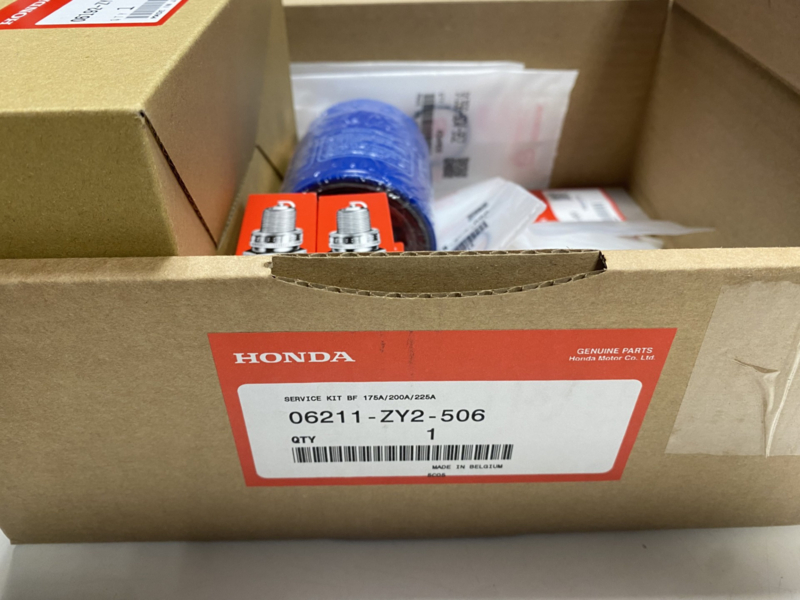 HONDA
HONDA
GENUINE PARTS
Honda Motor Co. Ltd.
SERVICE KIT BF 175A/200A/225A
06211-ZY2-506
QTY 1
MADE IN BELGIUM